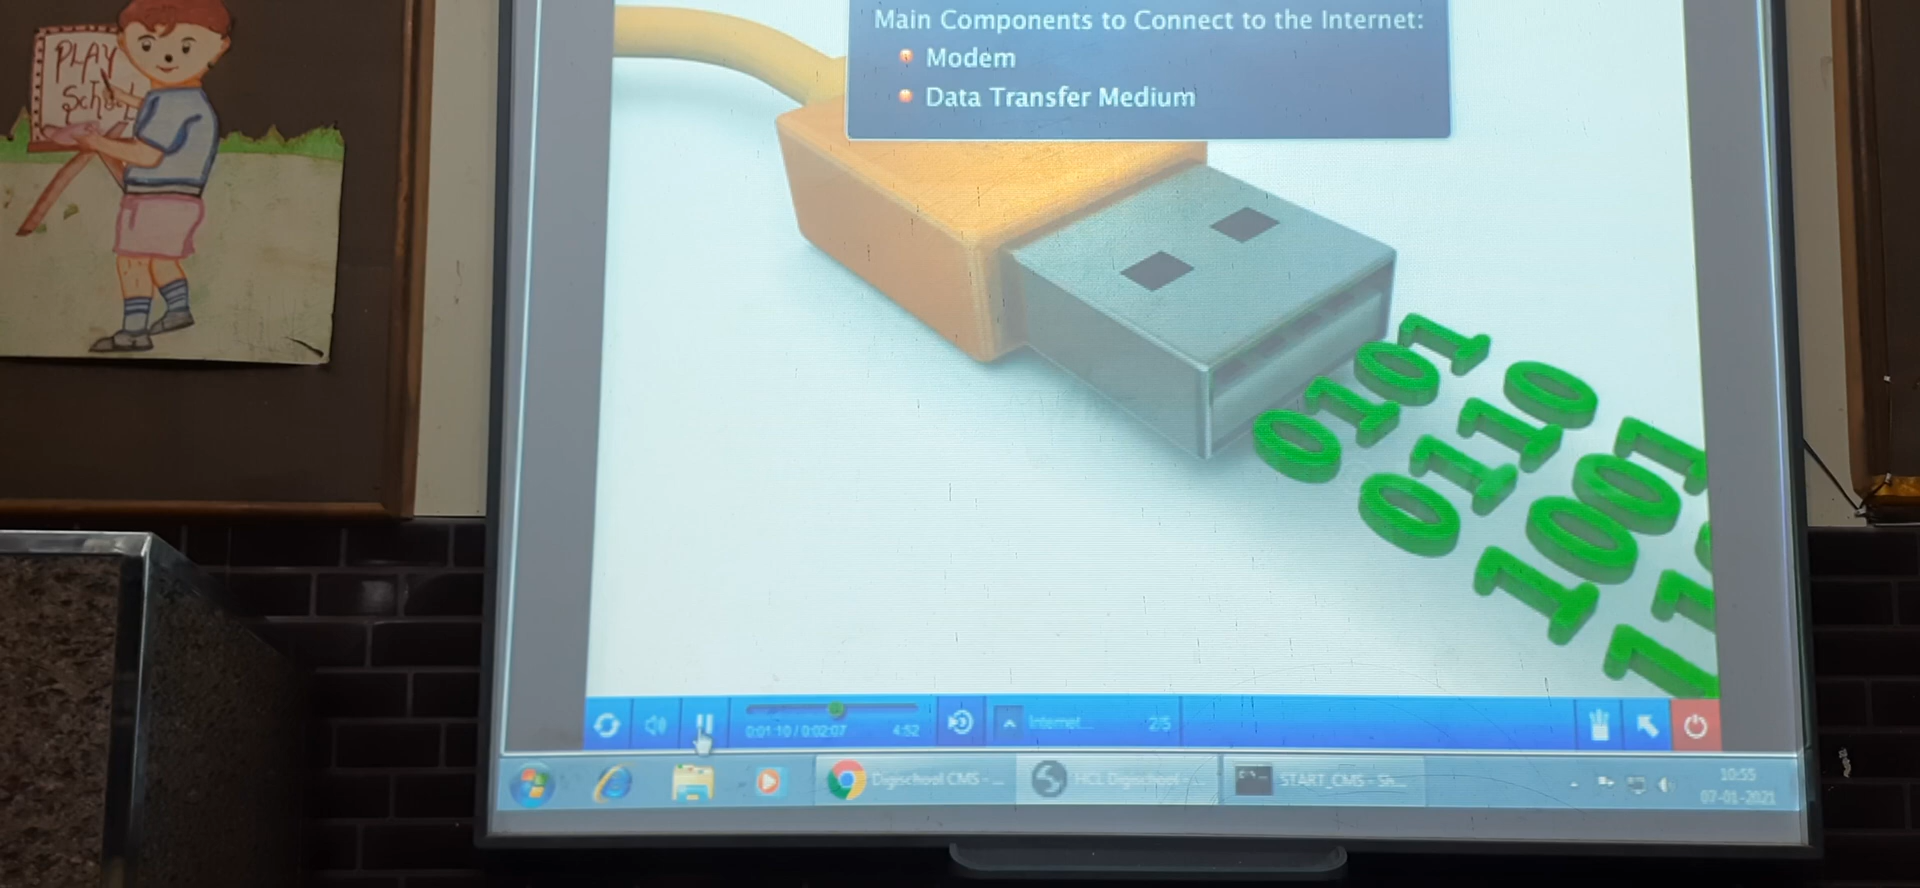 PLAY
School
Main Components to Connect to the Internet:
Modem
Data Transfer Medium
0101
0110
1001
0:01:10 / 0:02:07
4:52
Internet...
2/5
Digischool CMS - ...
HCL Digischool - ...
START_CMS - Sh...
10:55
07-01-2021